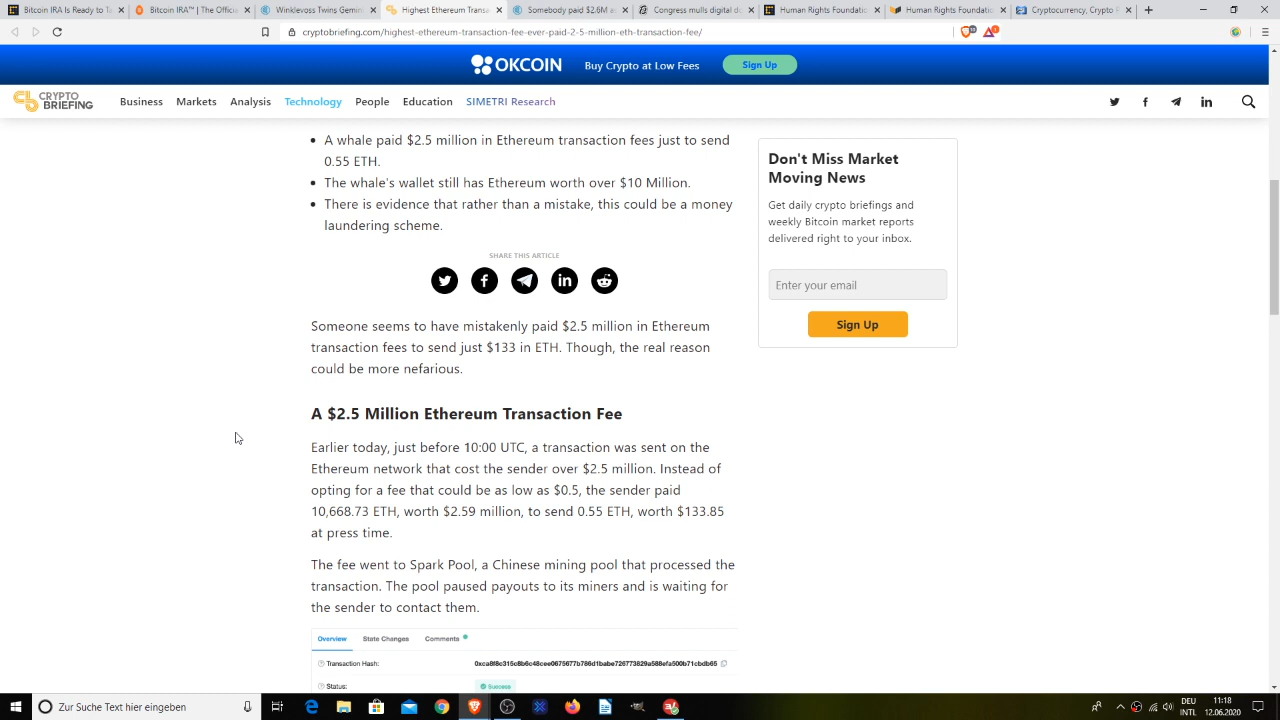 Bitcoin IRA to Technical D
Bitcoin IRA™ | The Officia
Winklevoss Twins' Gemini
Highest-Ethereum Transa
Somebody paid $2.6M as
Congress mulls digital do
Human Rights Foundation
Human Rights Foundation
Cryptocurrency, Crypto E
cryptobriefing.com/highest-ethereum-transaction-fee-ever-paid-2-5-million-eth-transaction-fee/
OKCOIN Buy Crypto at Low Fees Sign Up
CRYPTO
BRIEFING
Business Markets Analysis Technology People Education SIMETRI Research
A whale paid $2.5 million in Ethereum transaction fees just to send
0.55 ETH.
The whale's wallet still has Ethereum worth over $10 Million.
There is evidence that rather than a mistake, this could be a money
laundering scheme.
SHARE THIS ARTICLE
Someone seems to have mistakenly paid $2.5 million in Ethereum
transaction fees to send just $133 in ETH. Though, the real reason
could be more nefarious.
A $2.5 Million Ethereum Transaction Fee
Earlier today, just before 10:00 UTC, a transaction was sent on the
Ethereum network that cost the sender over $2.5 million. Instead of
opting for a fee that could be as low as $0.5, the sender paid
10,668.73 ETH, worth $2.59 million, to send 0.55 ETH, worth $133.85
at press time.
The fee went to Spark Pool, a Chinese mining pool that processed the
transaction. The pool paused payouts to its miners and is waiting for
the sender to contact them.
Overview State Changes Comments
Transaction Hash: 0xca8f8c315c8b6c48cee0675677b786d1babe726773829a588efa500b71cbdb65
Status: Success
Don't Miss Market
Moving News
Get daily crypto briefings and
weekly Bitcoin market reports
delivered right to your inbox.
Enter your email
Sign Up
Zur Suche Text hier eingeben
DEU 11:18
INTL 12.06.2020